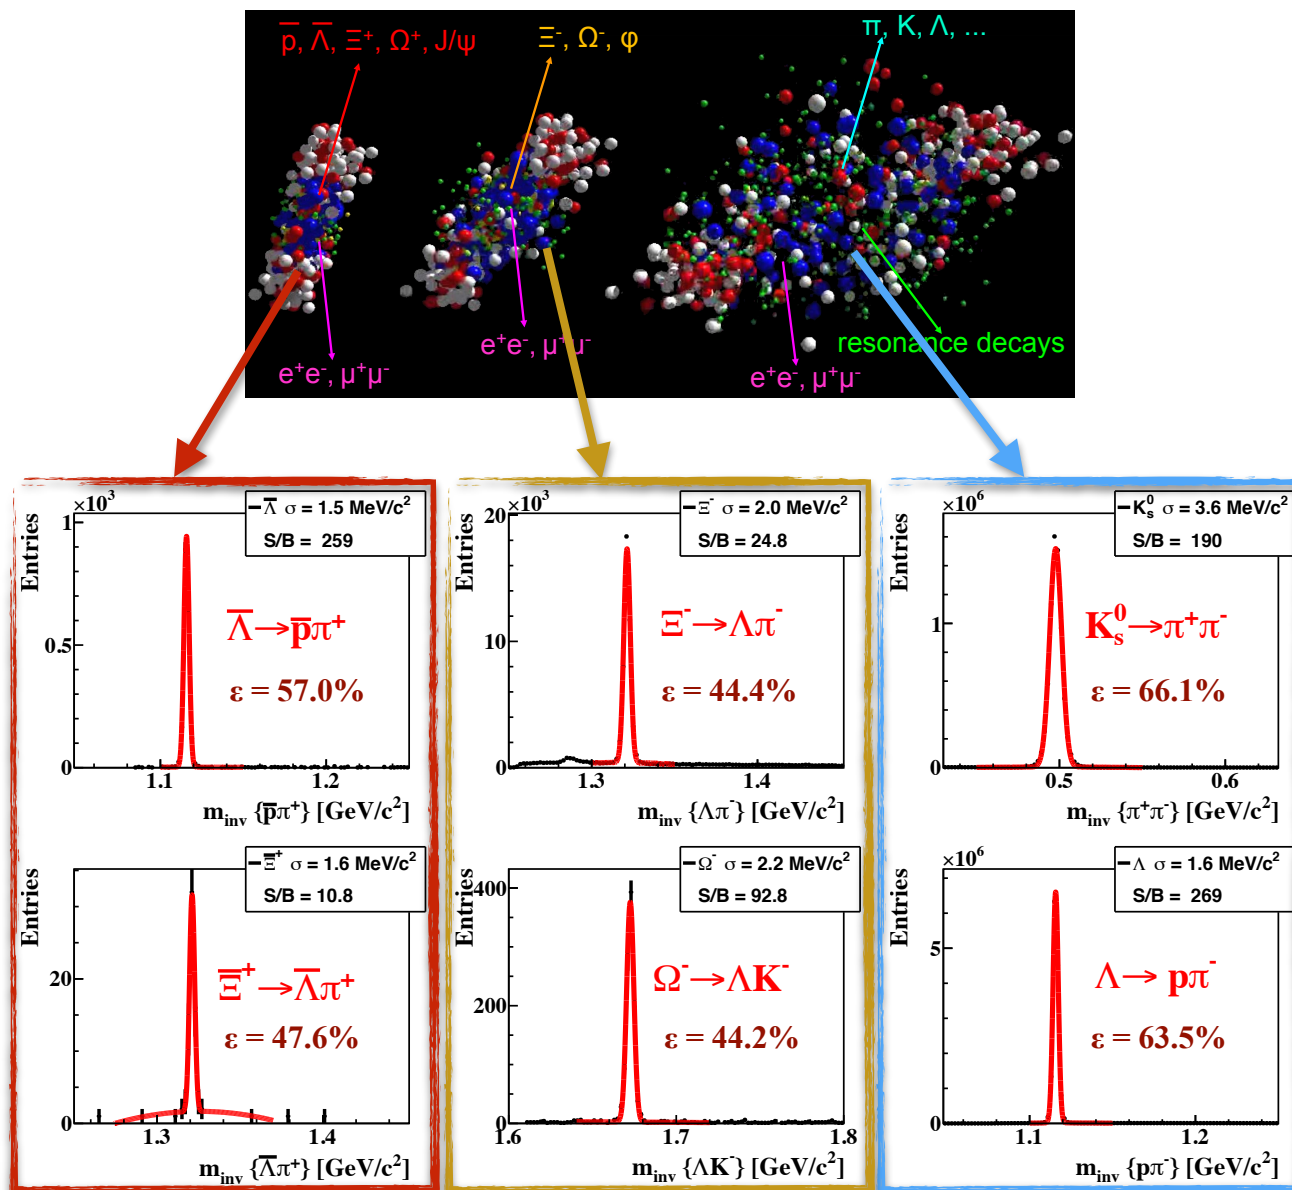 p̅, Λ̅, Ξ⁺, Ω⁺, J/ψ
Ξ⁻, Ω⁻, φ
π, K, Λ, ...
e⁺e⁻, μ⁺μ⁻
e⁺e⁻, μ⁺μ⁻
e⁺e⁻, μ⁺μ⁻
resonance decays
×10³
Λ̅ σ = 1.5 MeV/c²
S/B = 259
Entries
1
0.5
0
Λ̅→p̅π⁺
ε = 57.0%
1.1 1.2
m_inv {p̅π⁺} [GeV/c²]
×10³
Ξ⁻ σ = 2.0 MeV/c²
S/B = 24.8
Entries
20
10
0
Ξ⁻→Λπ⁻
ε = 44.4%
1.3 1.4
m_inv {Λπ⁻} [GeV/c²]
×10⁶
K⁰_s σ = 3.6 MeV/c²
S/B = 190
Entries
1
0
K⁰_s→π⁺π⁻
ε = 66.1%
0.5 0.6
m_inv {π⁺π⁻} [GeV/c²]
Ξ̅⁺ σ = 1.6 MeV/c²
S/B = 10.8
Entries
20
0
Ξ̅⁺→Λ̅π⁺
ε = 47.6%
1.3 1.4
m_inv {Λ̅π⁺} [GeV/c²]
Ω⁻ σ = 2.2 MeV/c²
S/B = 92.8
Entries
400
200
0
Ω⁻→ΛK⁻
ε = 44.2%
1.6 1.7 1.8
m_inv {ΛK⁻} [GeV/c²]
×10⁶
Λ σ = 1.6 MeV/c²
S/B = 269
Entries
5
0
Λ→ pπ⁻
ε = 63.5%
1.1 1.2
m_inv {pπ⁻} [GeV/c²]